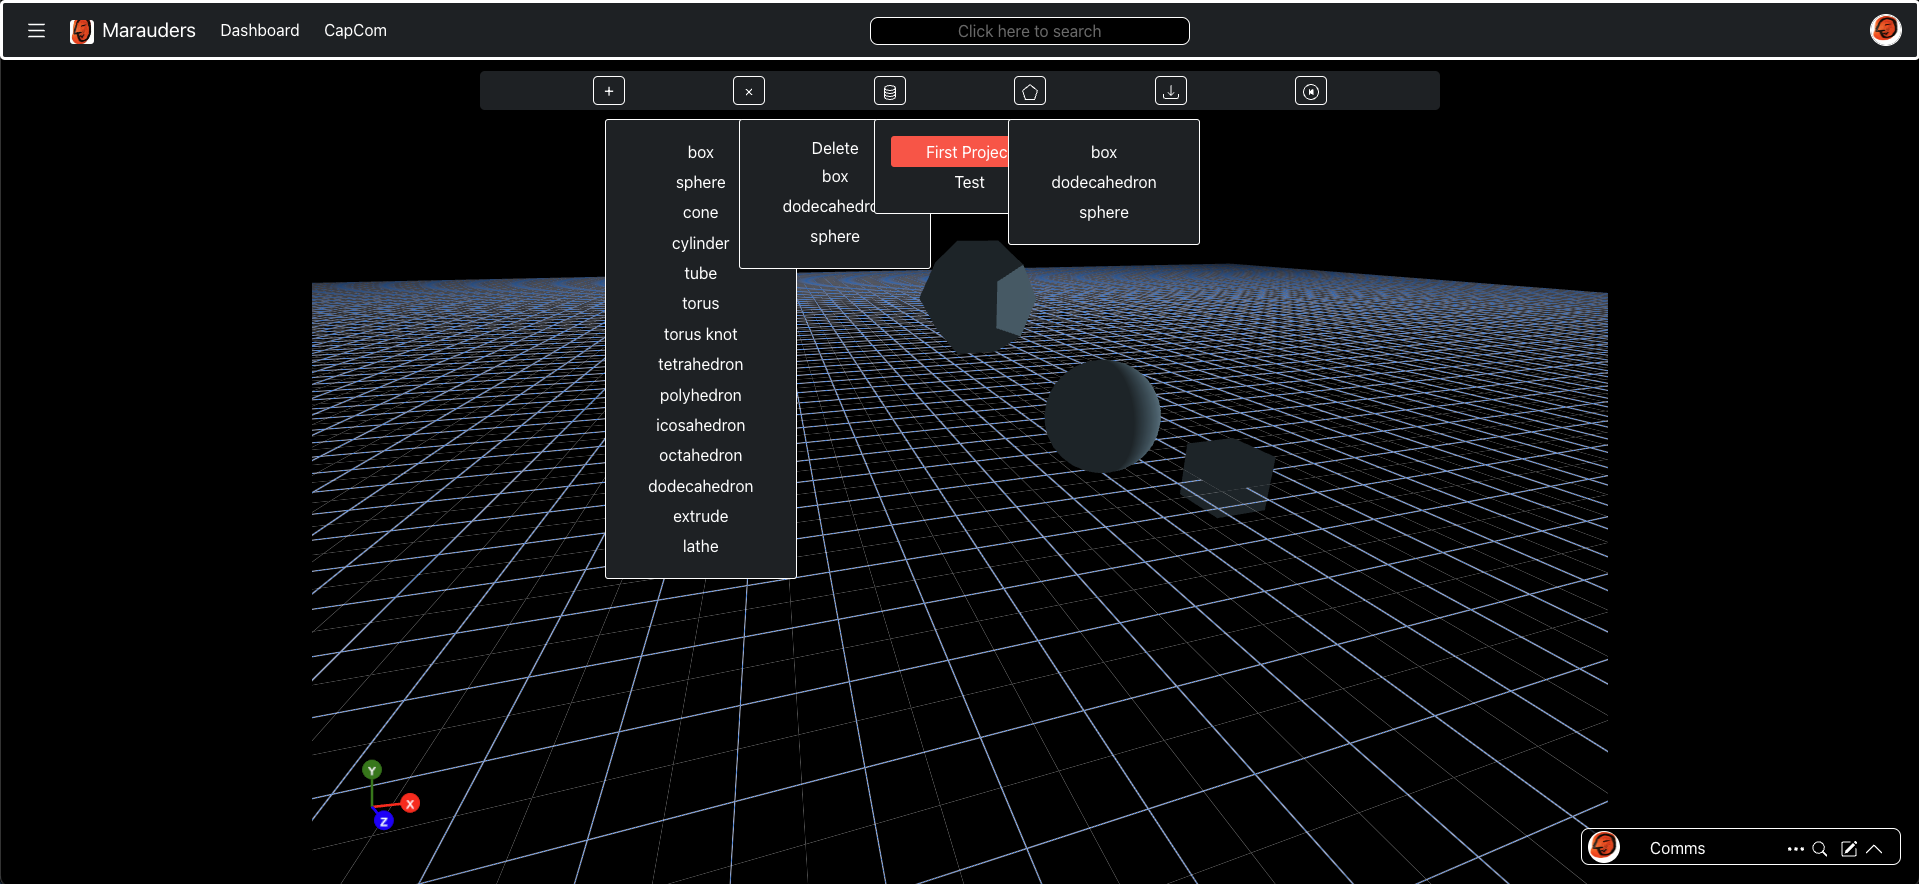 Marauders
Dashboard
CapCom
Click here to search
box
sphere
cone
cylinder
tube
torus
torus knot
tetrahedron
polyhedron
icosahedron
octahedron
dodecahedron
extrude
lathe
Delete
box
dodecahedro
sphere
First Projec
Test
box
dodecahedron
sphere
Y
X
Z
Comms